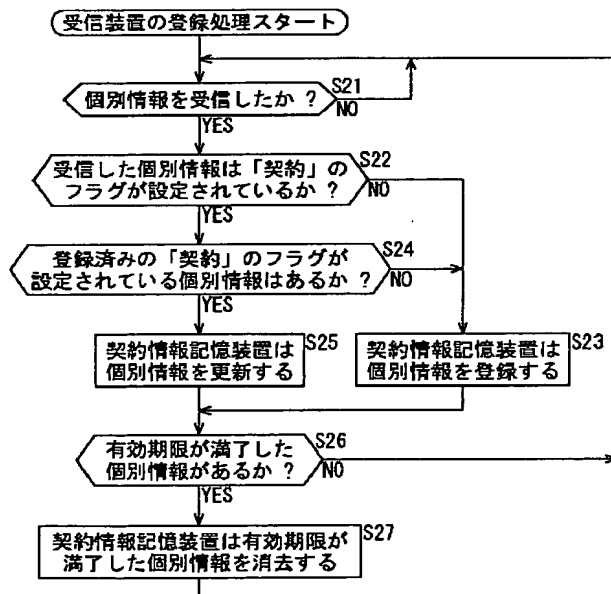 受信装置の登録処理スタート
S21
個別情報を受信したか ?
NO
YES
S22
受信した個別情報は「契約」の
フラグが設定されているか ?
NO
YES
S24
登録済みの「契約」のフラグが
設定されている個別情報はあるか ?
NO
YES
S25
契約情報記憶装置は
個別情報を更新する
S23
契約情報記憶装置は
個別情報を登録する
S26
有効期限が満了した
個別情報があるか ?
NO
YES
S27
契約情報記憶装置は有効期限が
満了した個別情報を消去する